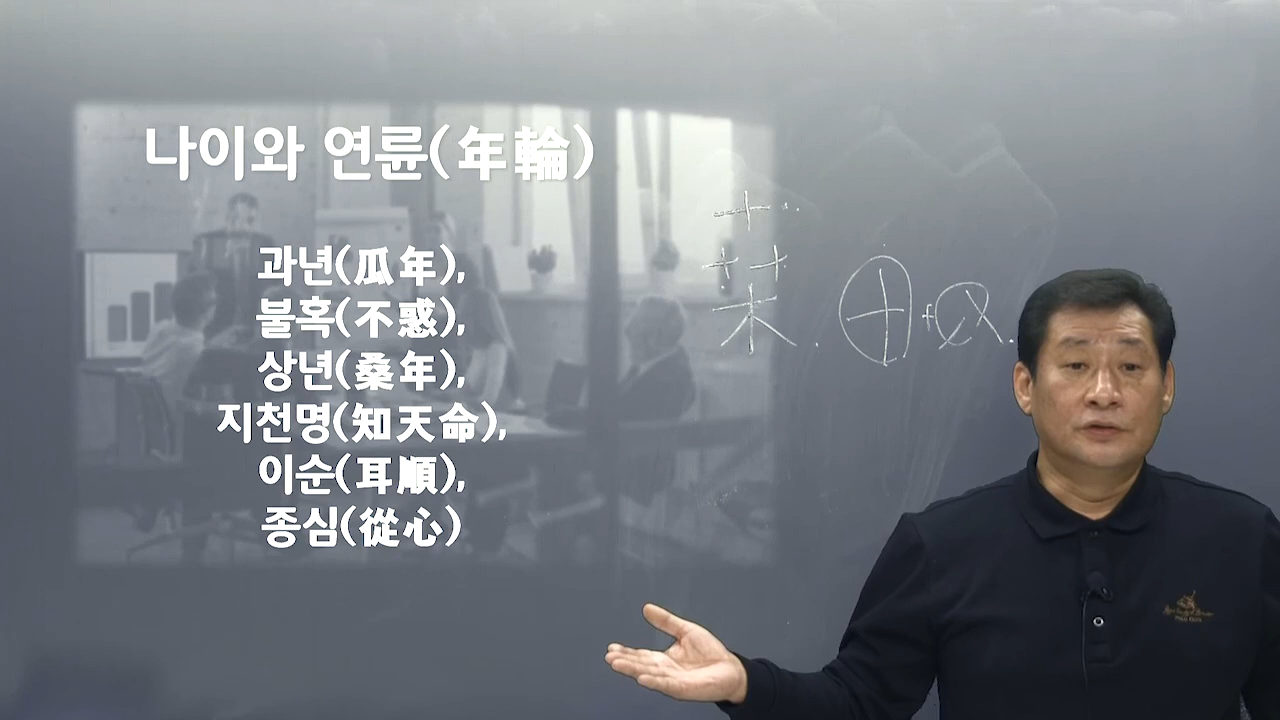 나이와 연륜(年輪)
과년(瓜年),
불혹(不惑),
상년(桑年),
지천명(知天命),
이순(耳順),
종심(從心)